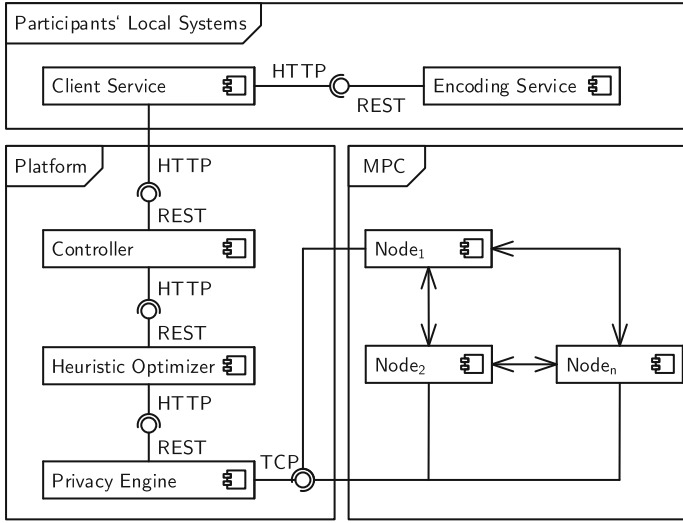 Participants‘ Local Systems
Client Service
HTTP
REST
Encoding Service
Platform
HTTP
REST
Controller
HTTP
REST
Heuristic Optimizer
HTTP
REST
Privacy Engine
TCP
MPC
Node₁
Node₂
Nodeₙ